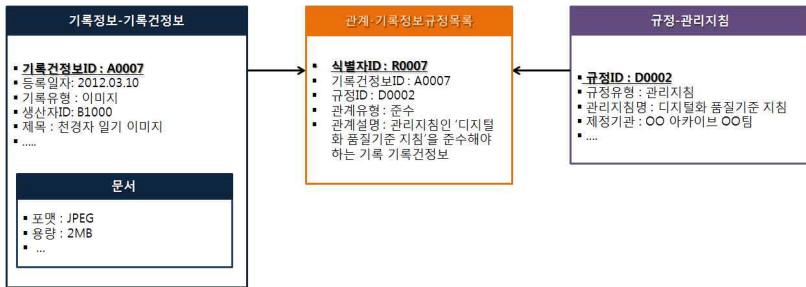 기록정보-기록건정보
▪ 기록건정보ID : A0007
▪ 등록일자: 2012.03.10
▪ 기록유형 : 이미지
▪ 생산자ID: B1000
▪ 제목 : 천경자 일기 이미지
▪ .....
문서
▪ 포맷 : JPEG
▪ 용량 : 2MB
▪ ...
관계-기록정보규정목록
▪ 식별자ID : R0007
▪ 기록건정보ID : A0007
▪ 규정ID : D0002
▪ 관계유형 : 준수
▪ 관계설명 : 관리지침인 '디지털
화 품질기준 지침'을 준수해야
하는 기록 기록건정보
규정-관리지침
▪ 규정ID : D0002
▪ 규정유형 : 관리지침
▪ 관리지침명 : 디지털화 품질기준 지침
▪ 제정기관 : OO 아카이브 OO팀
▪ ....